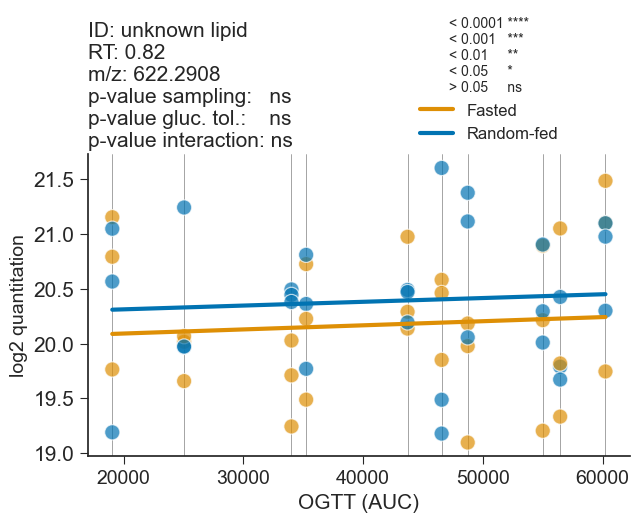 ID: unknown lipid
RT: 0.82
m/z: 622.2908
p-value sampling: ns
p-value gluc. tol.: ns
p-value interaction: ns
< 0.0001 ****
< 0.001 ***
< 0.01 **
< 0.05 *
> 0.05 ns
Fasted
Random-fed
log2 quantitation
21.5
21.0
20.5
20.0
19.5
19.0
20000 30000 40000 50000 60000
OGTT (AUC)